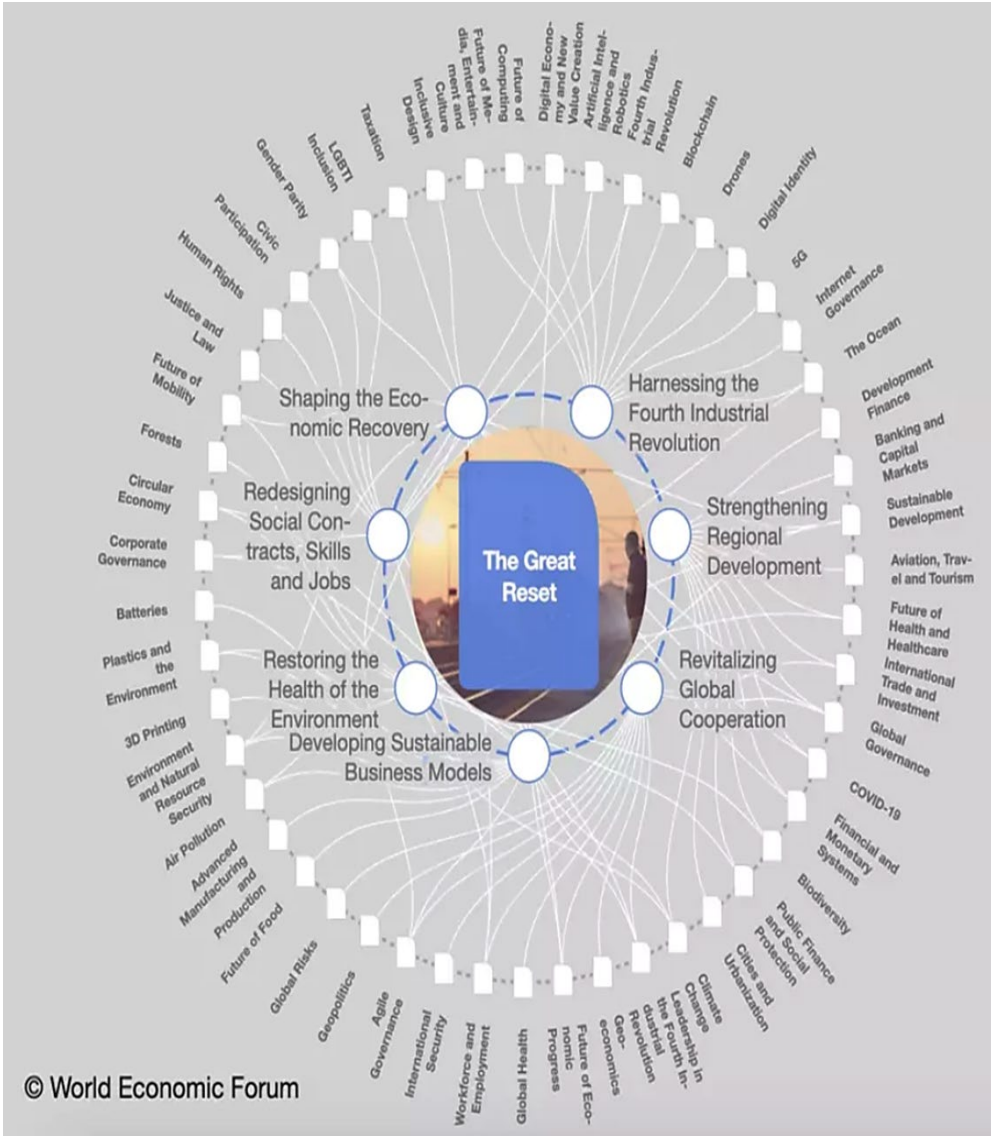 The Great
Reset
Shaping the Eco-
nomic Recovery
Harnessing the
Fourth Industrial
Revolution
Strengthening
Regional
Development
Revitalizing
Global
Cooperation
Developing Sustainable
Business Models
Restoring the
Health of the
Environment
Redesigning
Social Con-
tracts, Skills
and Jobs
Digital Econo-
my and New
Value Creation
Artificial Intel-
ligence and
Robotics
Fourth Indus-
trial
Revolution
Blockchain
Drones
Digital Identity
5G
Internet
Governance
The Ocean
Development
Finance
Banking and
Capital
Markets
Sustainable
Development
Aviation, Trav-
el and Tourism
Future of
Health and
Healthcare
International
Trade and
Investment
Global
Governance
COVID-19
Financial and
Monetary
Systems
Biodiversity
Public Finance
and Social
Protection
Cities and
Urbanization
Climate
Change
Leadership in
the Fourth In-
dustrial
Revolution
Geo-
economics
Future of Eco-
nomic
Progress
Global Health
Workforce and
Employment
International
Security
Agile
Governance
Geopolitics
Global Risks
Future of Food
Advanced
Manufacturing
and
Production
Air Pollution
Environment
and Natural
Resource
Security
3D Printing
Plastics and
the
Environment
Batteries
Corporate
Governance
Circular
Economy
Forests
Future of
Mobility
Justice and
Law
Human Rights
Civic
Participation
Gender Parity
LGBTI
Inclusion
Taxation
Inclusive
Design
Culture
Future of Me-
dia, Entertain-
ment and
Future of
Computing
© World Economic Forum